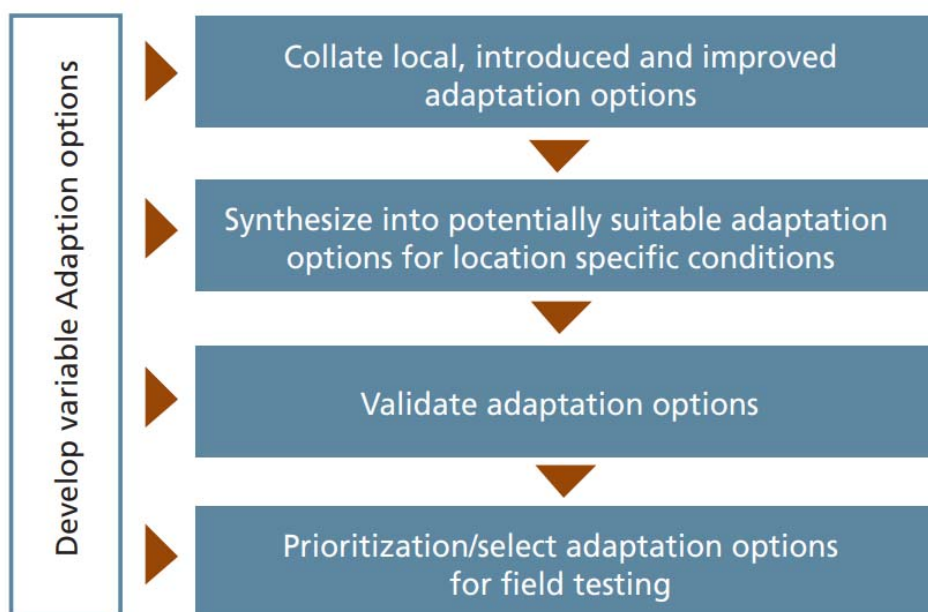 Develop variable Adaption options
Collate local, introduced and improved
adaptation options
Synthesize into potentially suitable adaptation
options for location specific conditions
Validate adaptation options
Prioritization/select adaptation options
for field testing